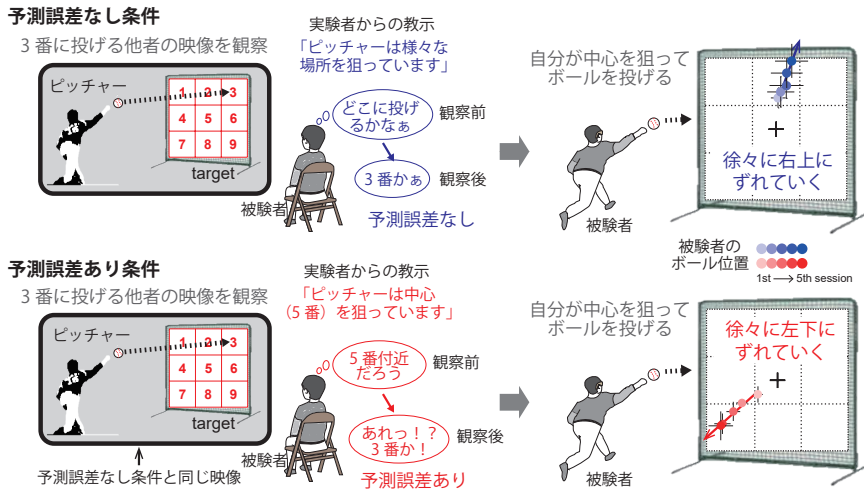 予測誤差なし条件
3 番に投げる他者の映像を観察
ピッチャー
1 2 3
4 5 6
7 8 9
target
実験者からの教示
「ピッチャーは様々な
場所を狙っています」
どこに投げ
るかなぁ
観察前
3 番かぁ
観察後
被験者
予測誤差なし
自分が中心を狙って
ボールを投げる
被験者
徐々に右上に
ずれていく
被験者の
ボール位置
1st → 5th session
予測誤差あり条件
3 番に投げる他者の映像を観察
ピッチャー
1 2 3
4 5 6
7 8 9
target
予測誤差なし条件と同じ映像
実験者からの教示
「ピッチャーは中心
（5 番）を狙っています」
5 番付近
だろう
観察前
あれっ！？
3 番か！
観察後
被験者
予測誤差あり
自分が中心を狙って
ボールを投げる
被験者
徐々に左下に
ずれていく